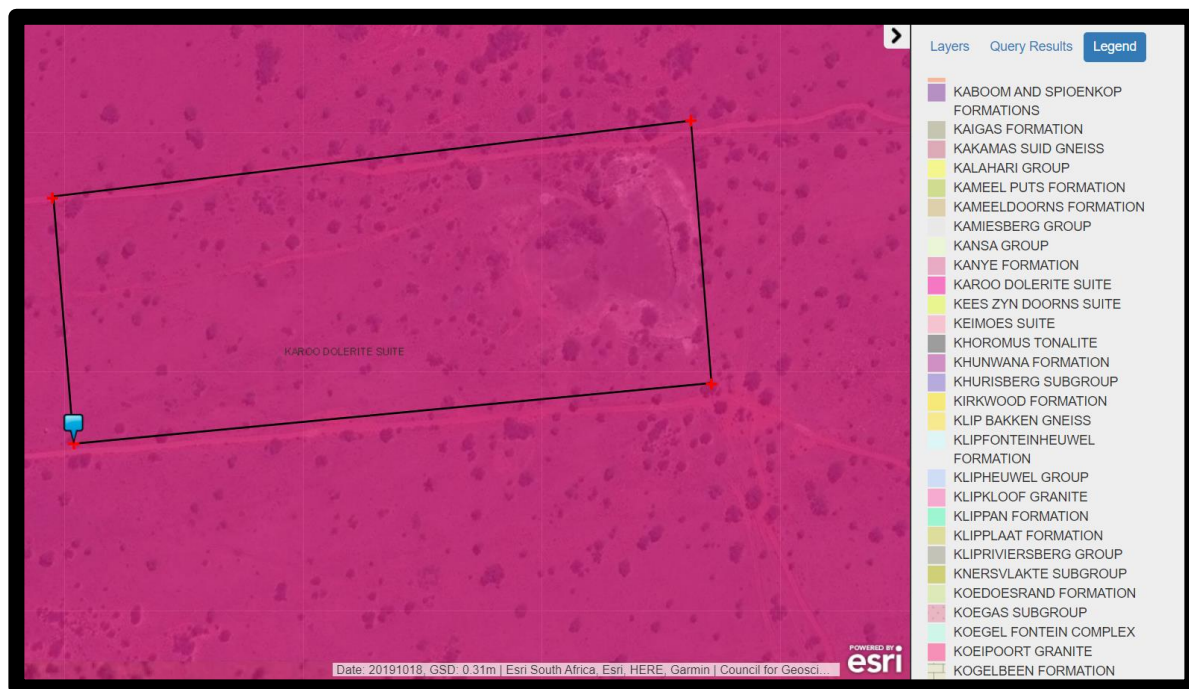 KAROO DOLERITE SUITE
Date: 20191018, GSD: 0.31m | Esri South Africa, Esri, HERE, Garmin | Council for Geosci...
POWERED BY
esri
Layers Query Results Legend
KABOOM AND SPIOENKOP
FORMATIONS
KAIGAS FORMATION
KAKAMAS SUID GNEISS
KALAHARI GROUP
KAMEEL PUTS FORMATION
KAMEELDOORNS FORMATION
KAMIESBERG GROUP
KANSA GROUP
KANYE FORMATION
KAROO DOLERITE SUITE
KEES ZYN DOORNS SUITE
KEIMOES SUITE
KHOROMUS TONALITE
KHUNWANA FORMATION
KHURISBERG SUBGROUP
KIRKWOOD FORMATION
KLIP BAKKEN GNEISS
KLIPFONTEINHEUWEL
FORMATION
KLIPHEUWEL GROUP
KLIPKLOOF GRANITE
KLIPPAN FORMATION
KLIPPLAAT FORMATION
KLIPRIVIERSBERG GROUP
KNERSVLAKTE SUBGROUP
KOEDOESRAND FORMATION
KOEGAS SUBGROUP
KOEGEL FONTEIN COMPLEX
KOEIPOORT GRANITE
KOGELBEEN FORMATION